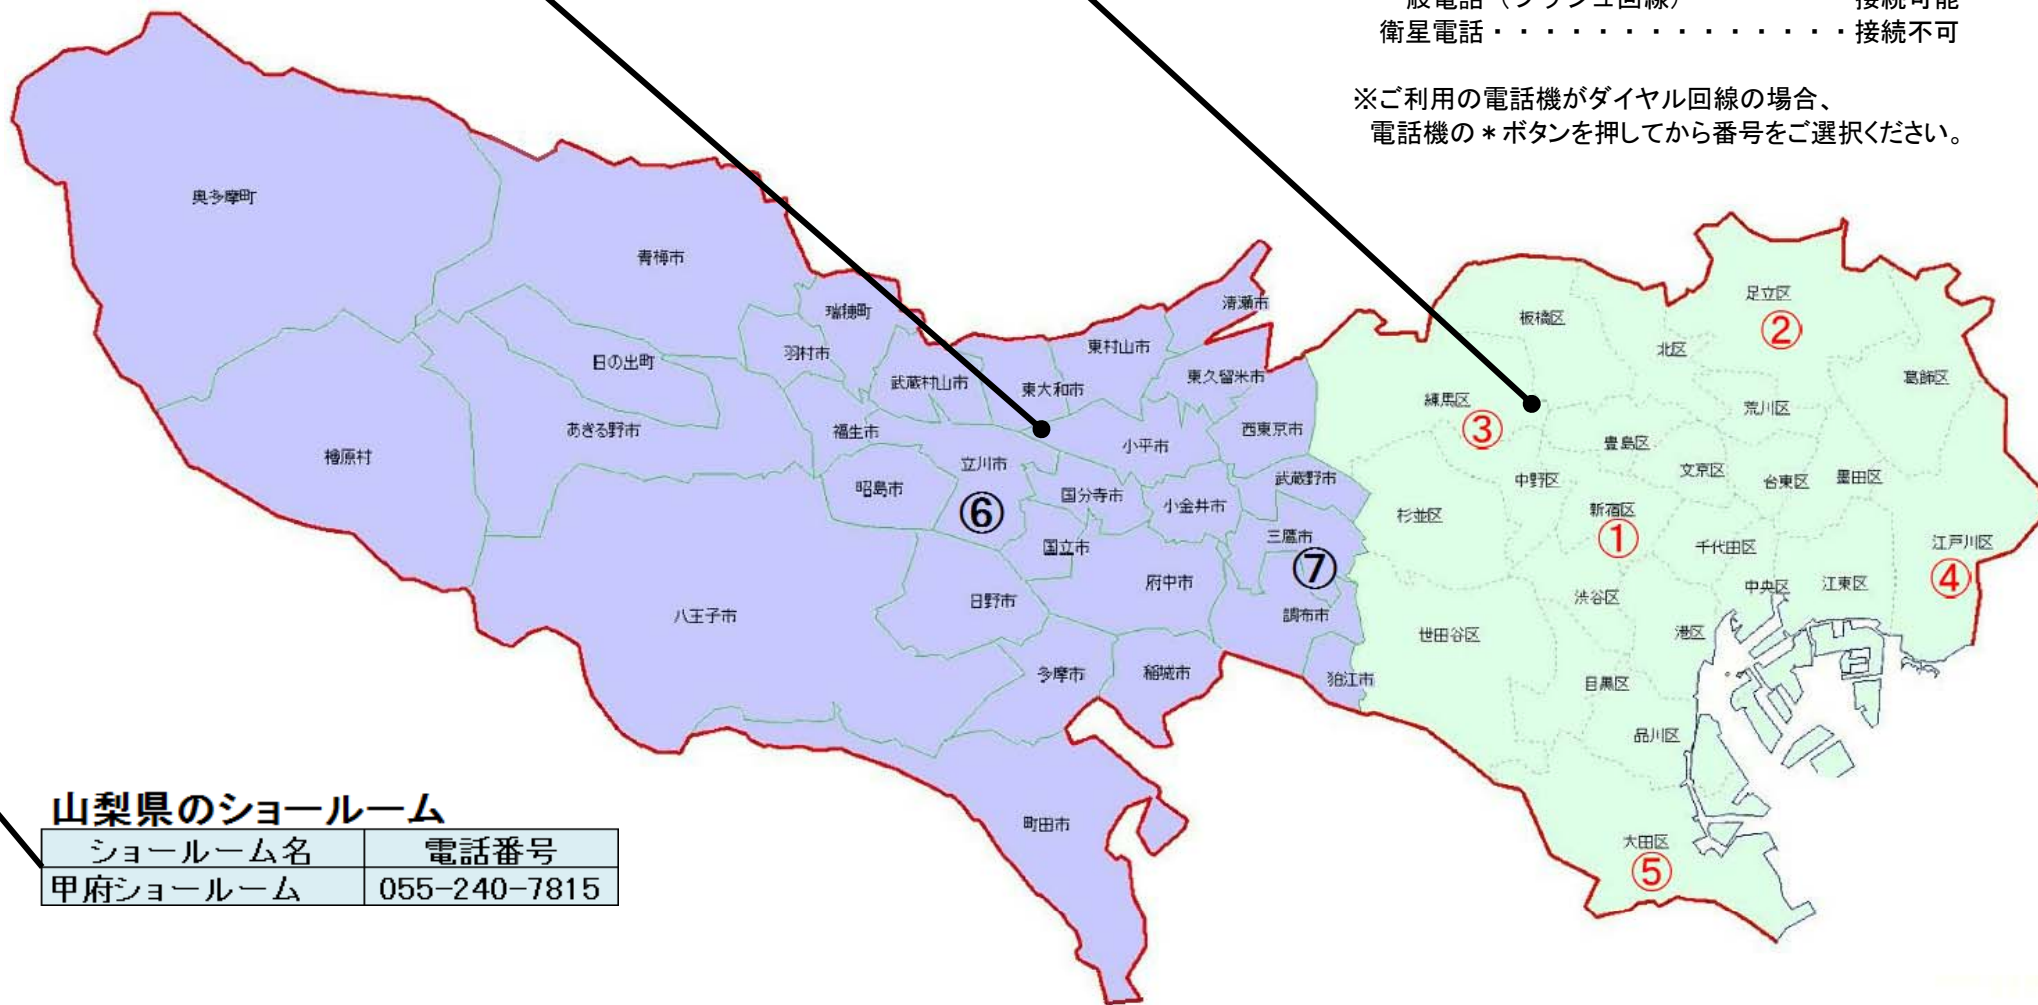 衛星電話・・・・・・・・・・・・・・接続不可
※ご利用の電話機がダイヤル回線の場合、
電話機の＊ボタンを押してから番号をご選択ください。
奥多摩町
青梅市
瑞穂町
清瀬市
足立区
②
板橋区
北区
羽村市
日の出町
東村山市
武蔵村山市
東大和市
東久留米市
葛飾区
練馬区
③
荒川区
あきる野市
福生市
小平市
西東京市
豊島区
檜原村
立川市
文京区
台東区
墨田区
昭島市
国分寺市
小金井市
武蔵野市
中野区
⑥
杉並区
新宿区
①
国立市
三鷹市
⑦
千代田区
江戸川区
④
八王子市
日野市
府中市
調布市
渋谷区
中央区
江東区
世田谷区
港区
多摩市
稲城市
狛江市
目黒区
品川区
町田市
大田区
⑤
山梨県のショールーム
ショールーム名 電話番号
甲府ショールーム 055-240-7815